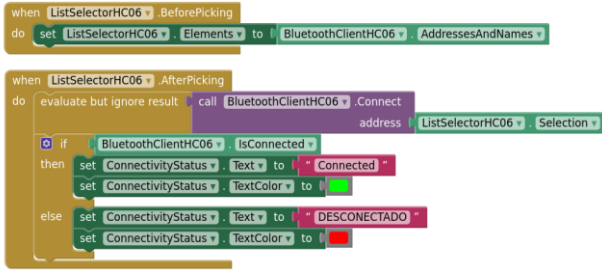 when ListSelectorHC06 .BeforePicking
do set ListSelectorHC06 . Elements to BluetoothClientHC06 . AddressesAndNames
when ListSelectorHC06 .AfterPicking
do evaluate but ignore result call BluetoothClientHC06 .Connect
address ListSelectorHC06 . Selection
if BluetoothClientHC06 . IsConnected
then set ConnectivityStatus . Text to " Connected "
set ConnectivityStatus . TextColor to
else set ConnectivityStatus . Text to " DESCONECTADO "
set ConnectivityStatus . TextColor to